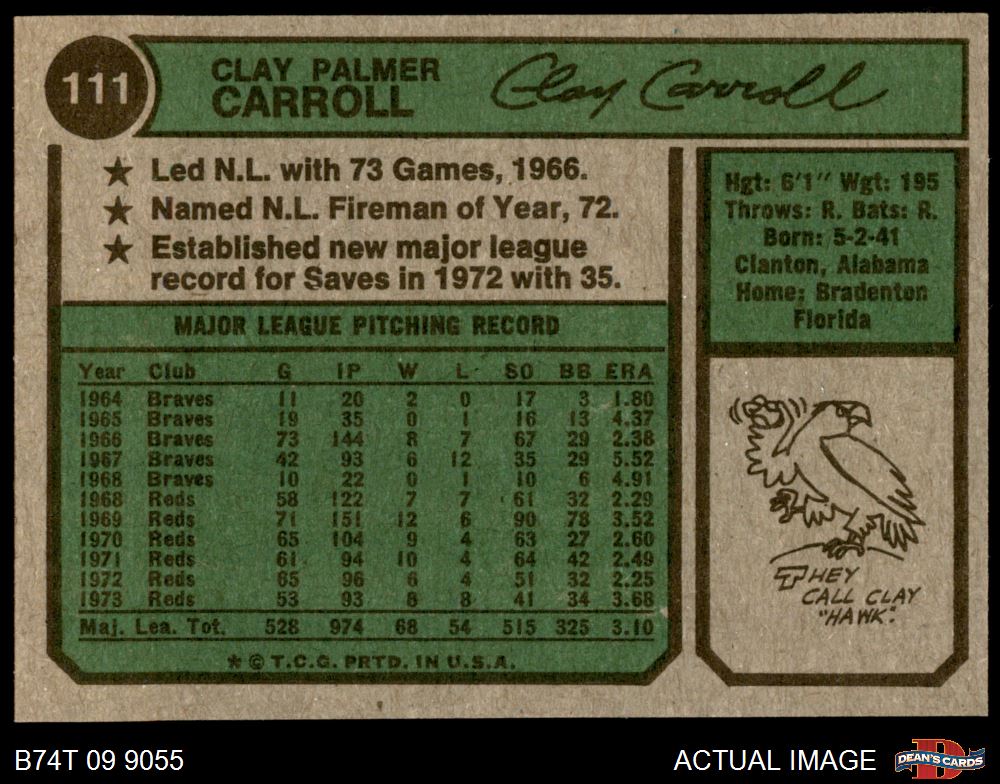 111
CLAY PALMER
CARROLL
Clay Carroll
★ Led N.L. with 73 Games, 1966.
★ Named N.L. Fireman of Year, 72.
★ Established new major league
record for Saves in 1972 with 35.
Hgt: 6'1" Wgt: 195
Throws: R. Bats: R.
Born: 5-2-41
Clanton, Alabama
Home: Bradenton
Florida
MAJOR LEAGUE PITCHING RECORD
Year Club G IP W L SO BB ERA
1964 Braves 11 20 2 0 17 3 1.80
1965 Braves 19 35 0 1 16 13 4.37
1966 Braves 73 144 8 7 67 29 2.38
1967 Braves 42 93 6 12 35 29 5.52
1968 Braves 10 22 0 1 10 6 4.91
1968 Reds 58 122 7 7 61 32 2.29
1969 Reds 71 151 12 6 90 78 3.52
1970 Reds 65 104 9 4 63 27 2.60
1971 Reds 61 94 10 4 64 42 2.49
1972 Reds 65 96 6 4 51 32 2.25
1973 Reds 53 93 8 8 41 34 3.68
Maj. Lea. Tot. 528 974 68 54 515 325 3.10
★ © T.C.G. PRTD. IN U.S.A.
THEY
CALL CLAY
"HAWK".
B74T 09 9055
ACTUAL IMAGE
DEAN'S CARDS